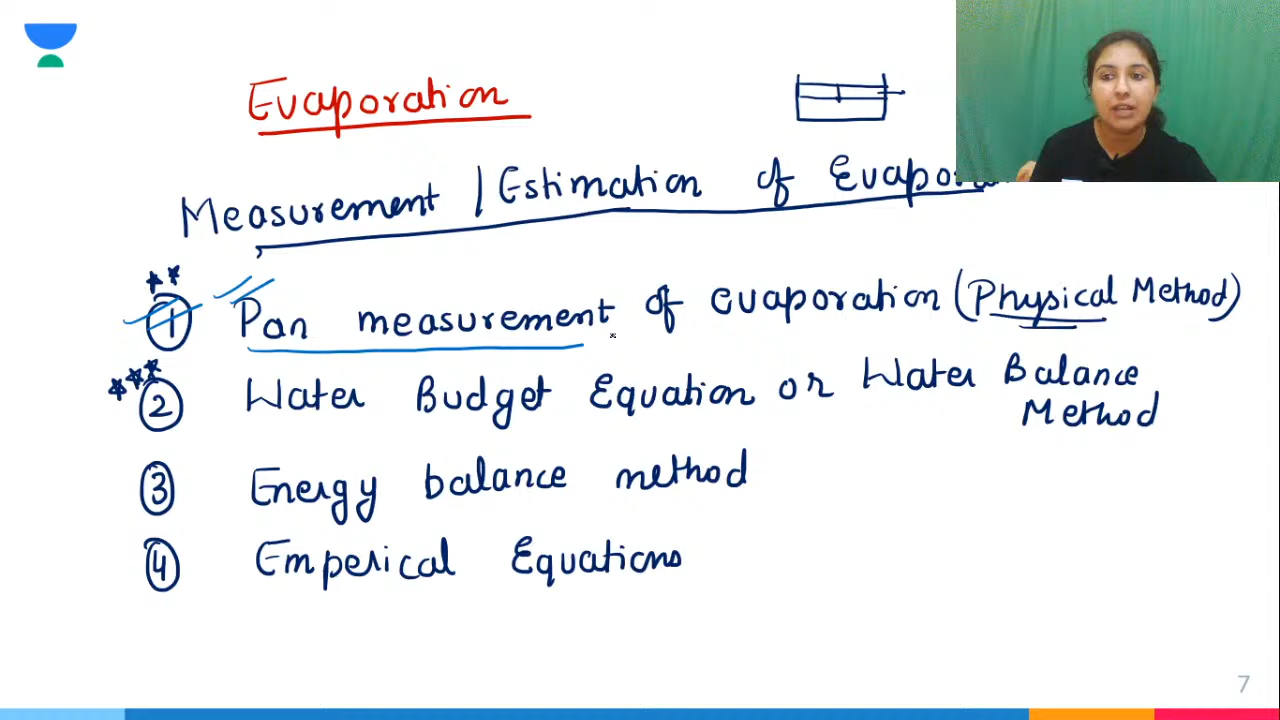 Evaporation
Measurement / Estimation of
① Pan measurement of evaporation (Physical Method)
② Water Budget Equation or Water Balance
Method
③ Energy balance method
④ Emperical Equations
7